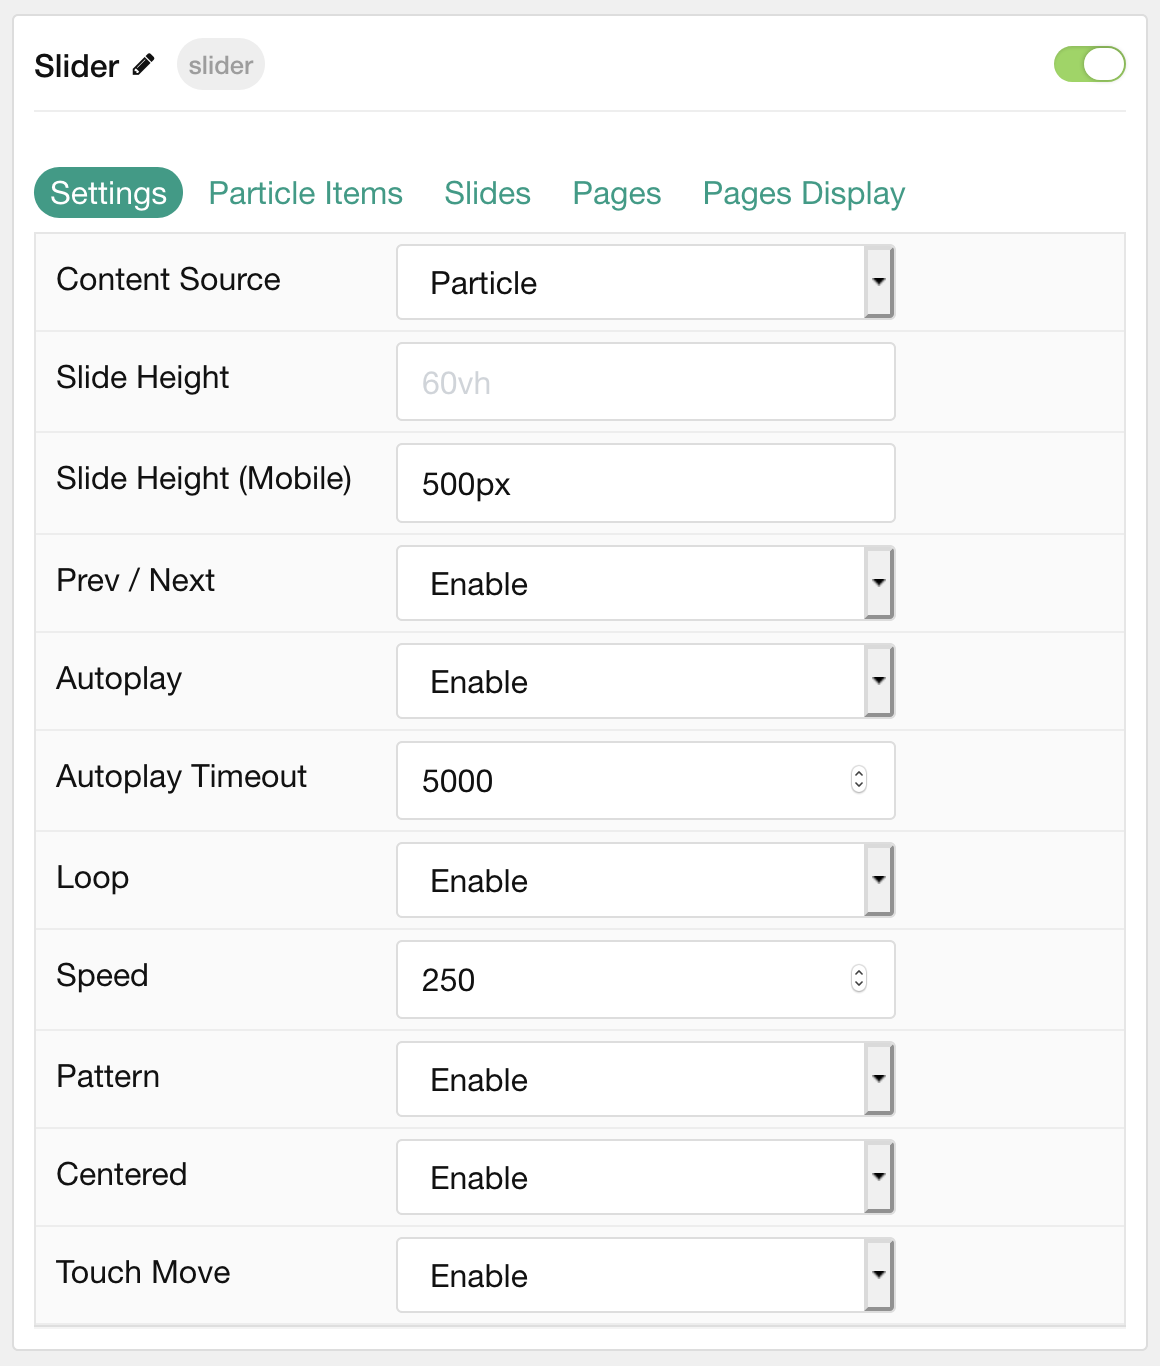 Slider slider
Settings Particle Items Slides Pages Pages Display
Content Source Particle
Slide Height 60vh
Slide Height (Mobile) 500px
Prev / Next Enable
Autoplay Enable
Autoplay Timeout 5000
Loop Enable
Speed 250
Pattern Enable
Centered Enable
Touch Move Enable